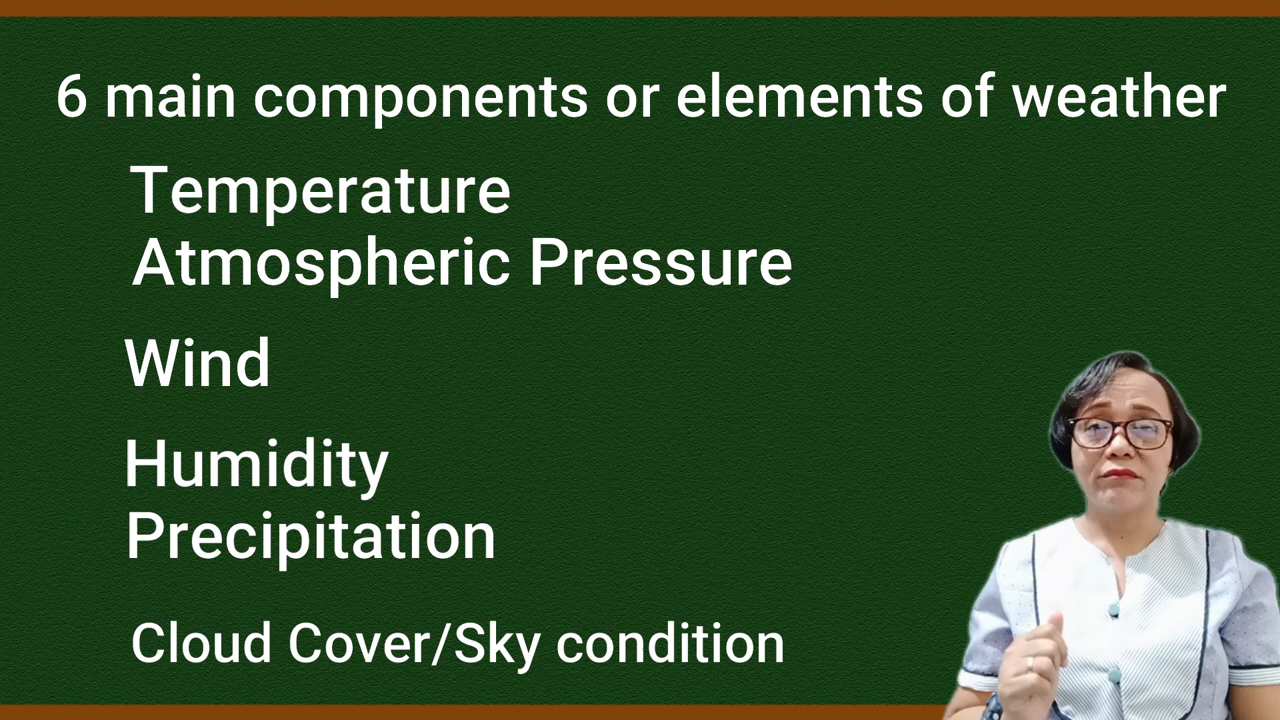 6 main components or elements of weather
Temperature
Atmospheric Pressure
Wind
Humidity
Precipitation
Cloud Cover/Sky condition